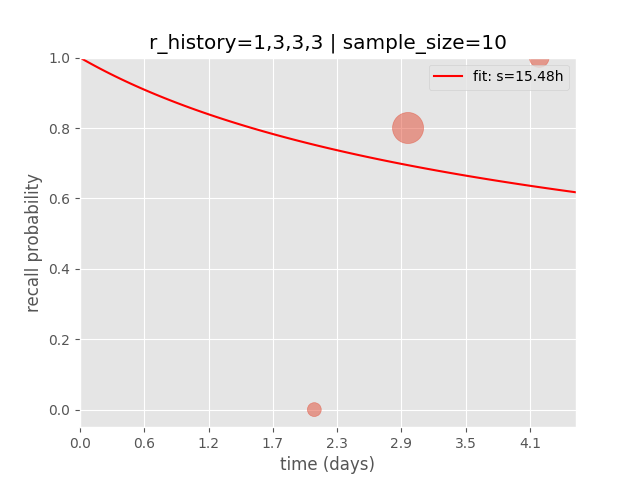 r_history=1,3,3,3 | sample_size=10
fit: s=15.48h
recall probability
1.0
0.8
0.6
0.4
0.2
0.0
0.0 0.6 1.2 1.7 2.3 2.9 3.5 4.1
time (days)